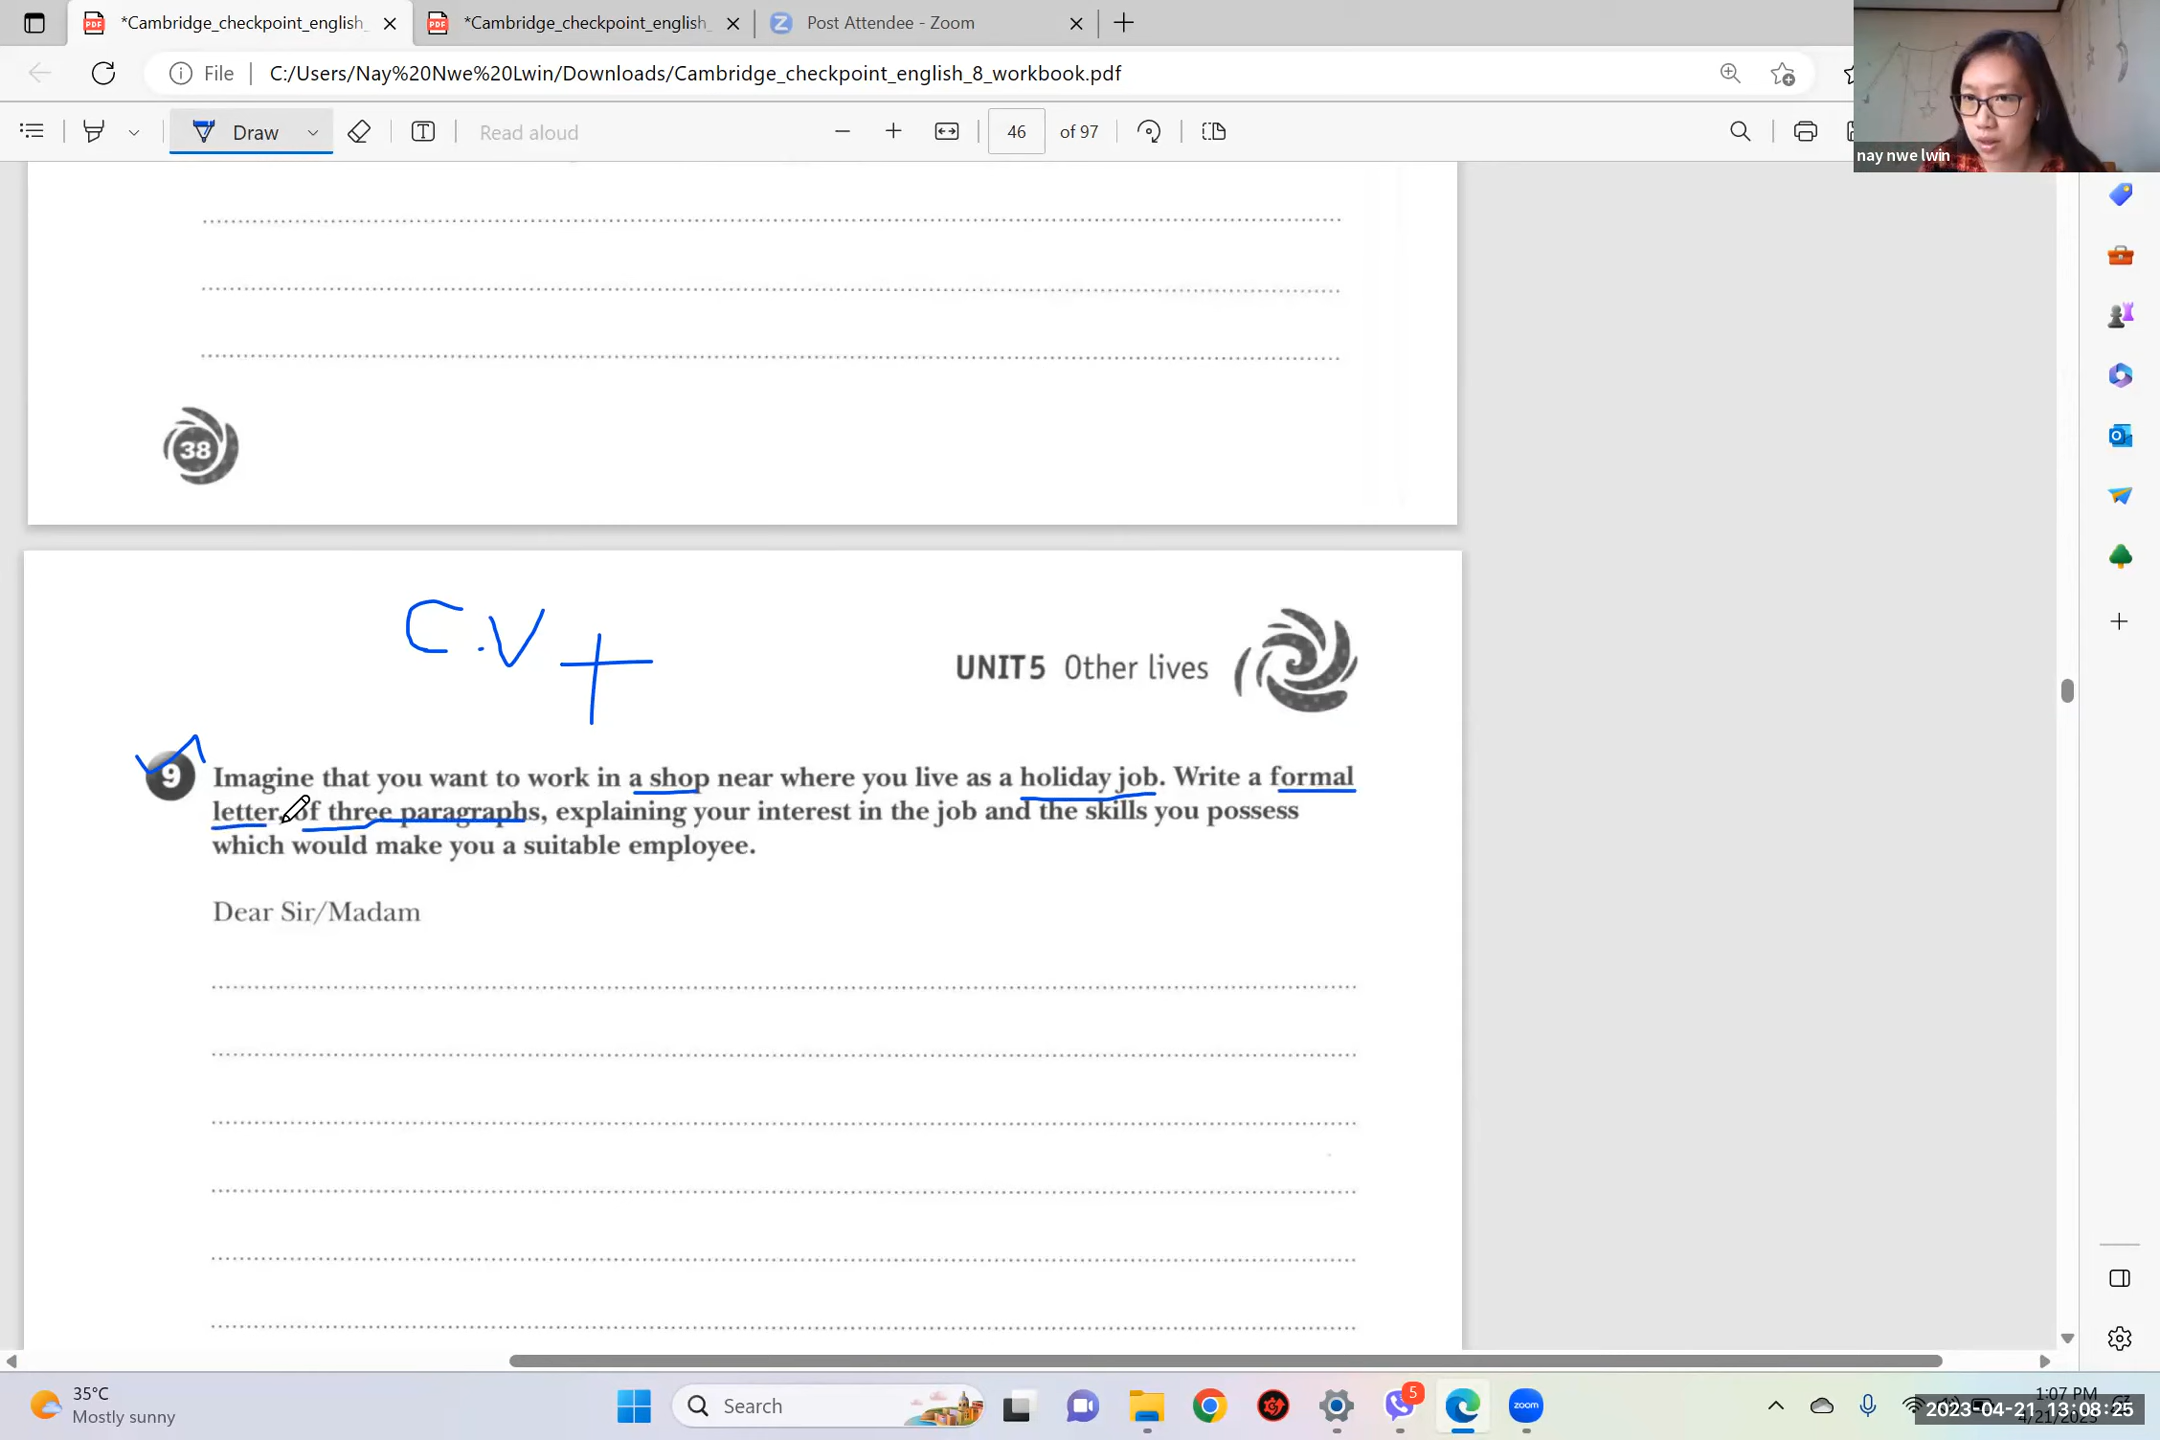 *Cambridge_checkpoint_english_
*Cambridge_checkpoint_english_
Post Attendee - Zoom
File
C:/Users/Nay%20Nwe%20Lwin/Downloads/Cambridge_checkpoint_english_8_workbook.pdf
Draw
Read aloud
46
of 97
nay nwe lwin
38
C.V +
UNIT 5 Other lives
9 Imagine that you want to work in a shop near where you live as a holiday job. Write a formal
letter, of three paragraphs, explaining your interest in the job and the skills you possess
which would make you a suitable employee.
Dear Sir/Madam
35°C
Mostly sunny
Search
5
zoom
1:07 PM
4/21/2023
2023-04-21 13:08:25